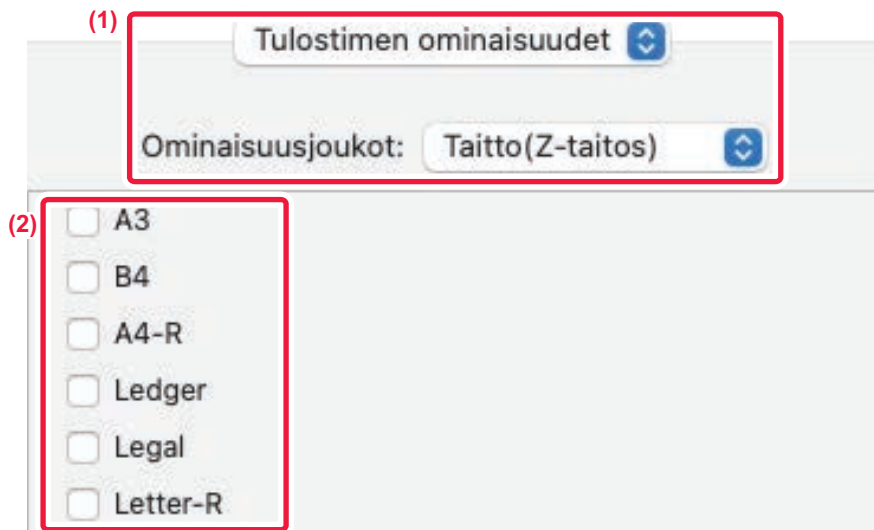 (1)
Tulostimen ominaisuudet
Ominaisuusjoukot: Taitto(Z-taitos)
(2)
A3
B4
A4-R
Ledger
Legal
Letter-R